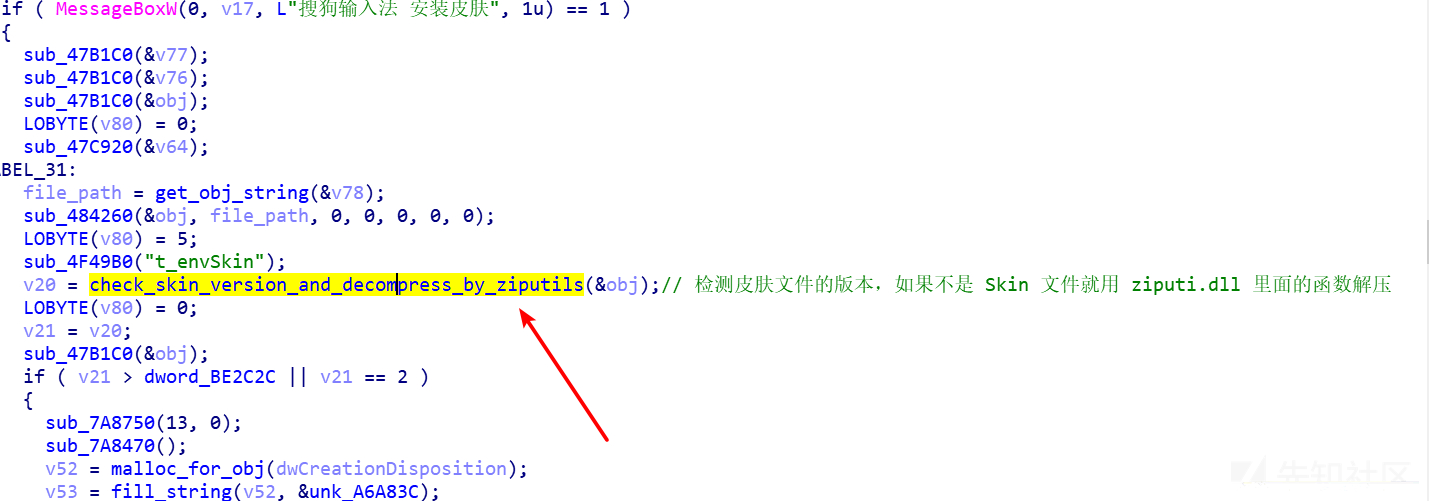 if ( MessageBoxW(0, v17, L"搜狗输入法 安装皮肤", 1u) == 1 )
{
sub_47B1C0(&v77);
sub_47B1C0(&v76);
sub_47B1C0(&obj);
LOBYTE(v80) = 0;
sub_47C920(&v64);
ABEL_31:
file_path = get_obj_string(&v78);
sub_484260(&obj, file_path, 0, 0, 0, 0, 0);
LOBYTE(v80) = 5;
sub_4F49B0("t_envSkin");
v20 = check_skin_version_and_decompress_by_ziputils(&obj);// 检测皮肤文件的版本，如果不是 Skin 文件就用 ziputi.dll 里面的函数解压
LOBYTE(v80) = 0;
v21 = v20;
sub_47B1C0(&obj);
if ( v21 > dword_BE2C2C || v21 == 2 )
{
sub_7A8750(13, 0);
sub_7A8470();
v52 = malloc_for_obj(dwCreationDisposition);
v53 = fill_string(v52, &unk_A6A83C);
先知社区